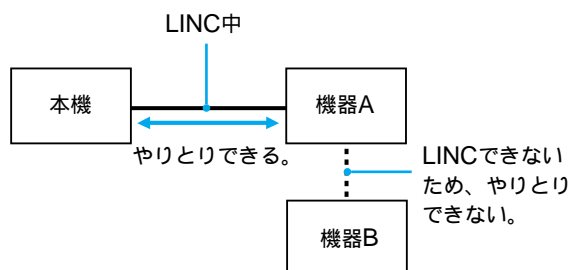 LINC中
本機
機器A
やりとりできる。
LINCできない
ため、やりとり
できない。
機器B